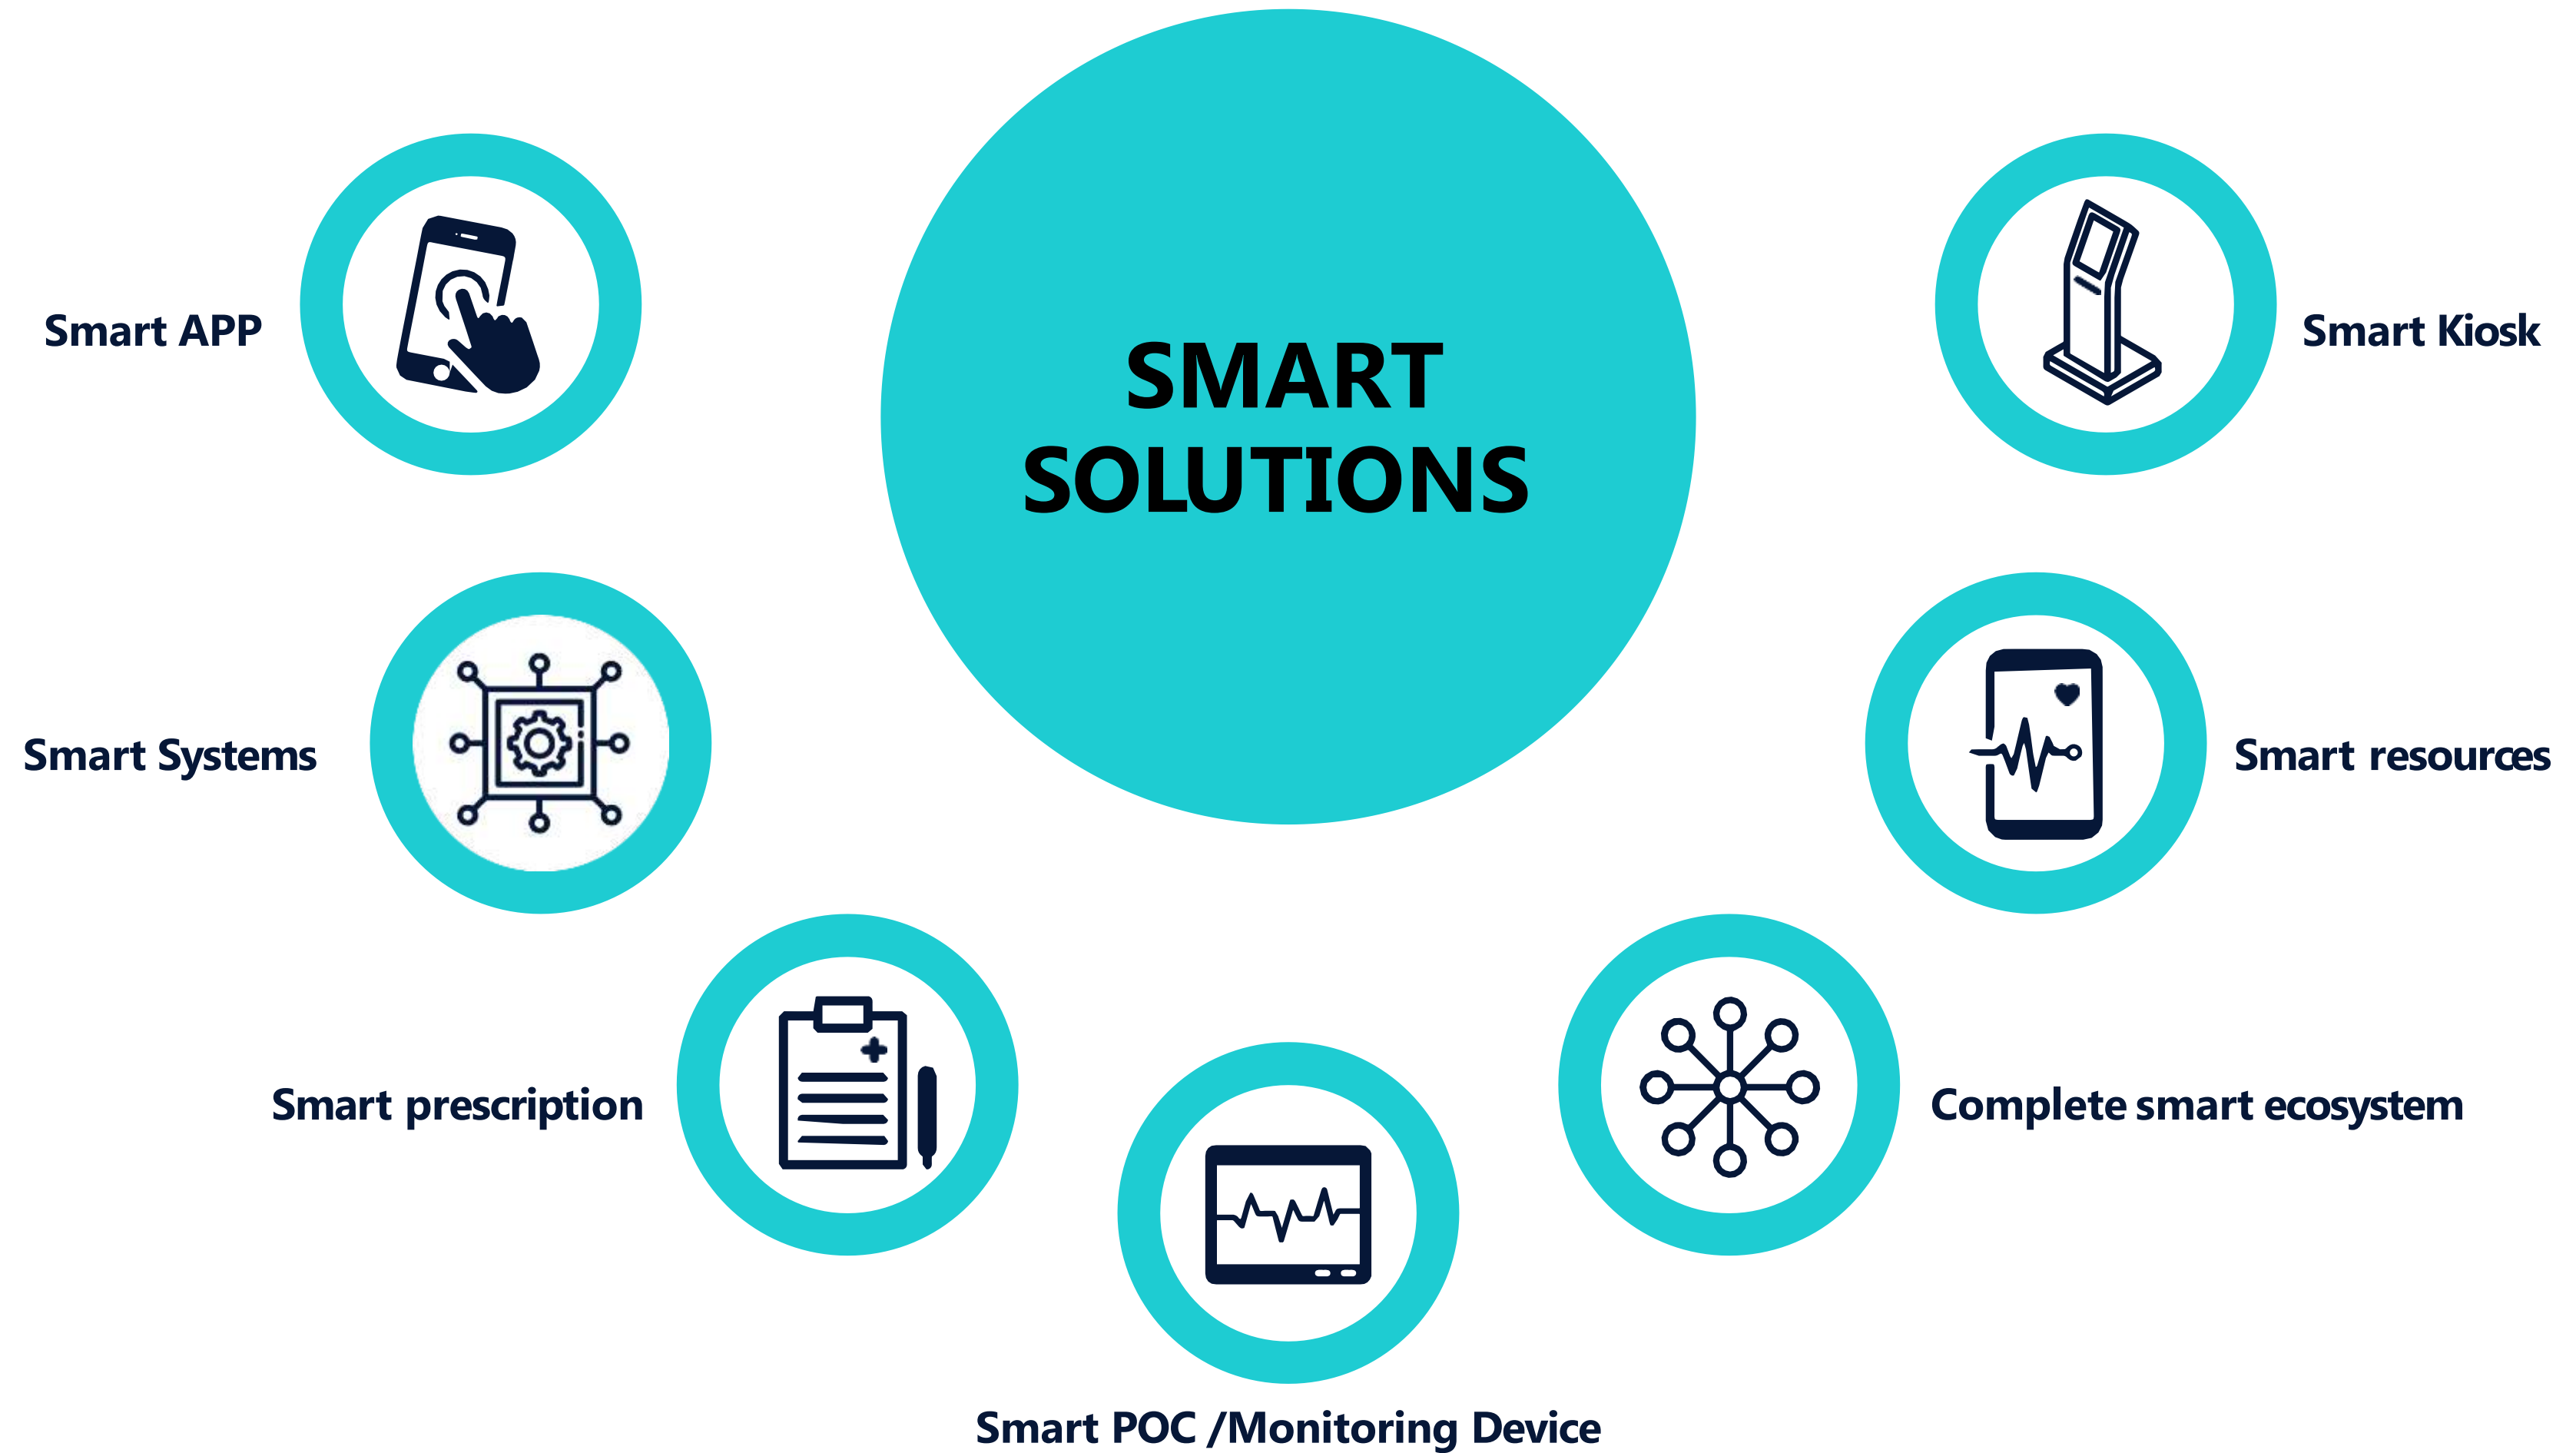 SMART
SOLUTIONS
Smart APP
Smart Kiosk
Smart Systems
Smart resources
Smart prescription
Complete smart ecosystem
Smart POC /Monitoring Device